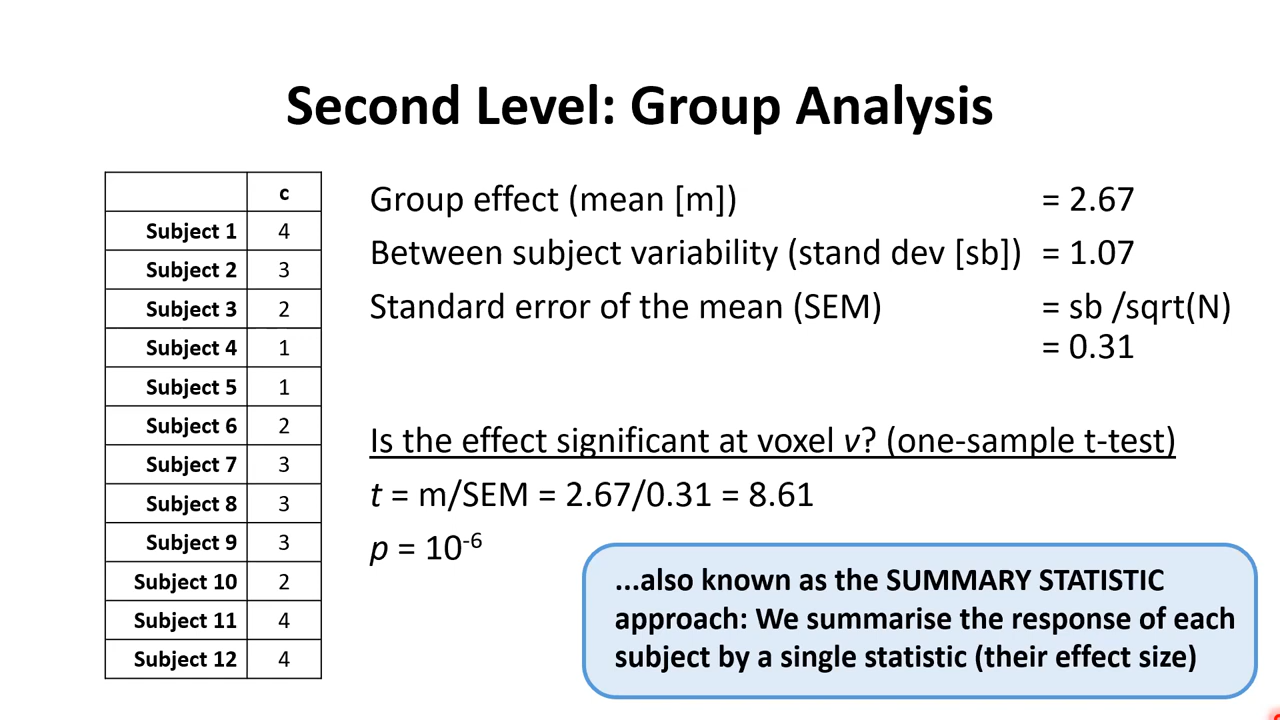 Second Level: Group Analysis
c
Subject 1 4
Subject 2 3
Subject 3 2
Subject 4 1
Subject 5 1
Subject 6 2
Subject 7 3
Subject 8 3
Subject 9 3
Subject 10 2
Subject 11 4
Subject 12 4
Group effect (mean [m]) = 2.67
Between subject variability (stand dev [sb]) = 1.07
Standard error of the mean (SEM) = sb /sqrt(N)
= 0.31
Is the effect significant at voxel v? (one-sample t-test)
t = m/SEM = 2.67/0.31 = 8.61
p = 10⁻⁶
...also known as the SUMMARY STATISTIC
approach: We summarise the response of each
subject by a single statistic (their effect size)